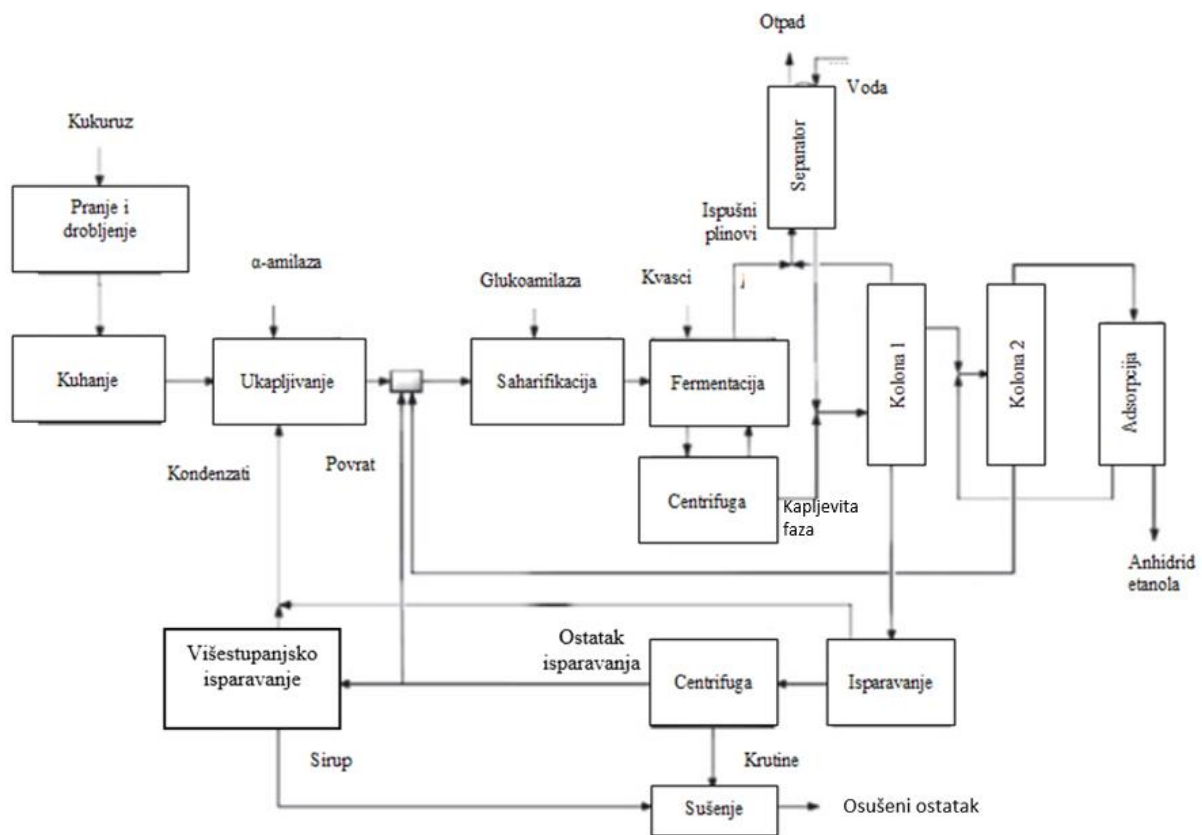 Otpad
Voda
Kukuruz
Separator
Pranje i
drobljenje
Ispušni
plinovi
α-amilaza
Glukoamilaza
Kvasci
Kuhanje
Ukapljivanje
Saharifikacija
Fermentacija
Kolona 1
Kolona 2
Adsorpcija
Kondenzati
Povrat
Centrifuga
Kapljevita
faza
Anhidrid
etanola
Višestupanjsko
isparavanje
Ostatak
isparavanja
Centrifuga
Isparavanje
Sirup
Krutine
Sušenje
Osušeni ostatak